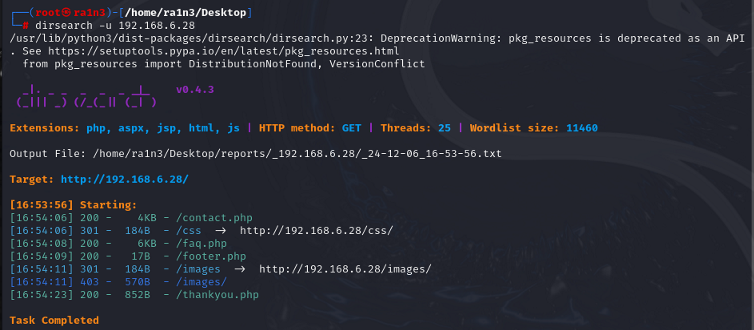 ┌──(root㉿ra1n3)-[/home/ra1n3/Desktop]
└─# dirsearch -u 192.168.6.28
/usr/lib/python3/dist-packages/dirsearch/dirsearch.py:23: DeprecationWarning: pkg_resources is deprecated as an API
. See https://setuptools.pypa.io/en/latest/pkg_resources.html
  from pkg_resources import DistributionNotFound, VersionConflict
  _|. _ _  _  _  _ _|_    v0.4.3
 (_||| _) (/_(_|| (_| )
Extensions: php, aspx, jsp, html, js | HTTP method: GET | Threads: 25 | Wordlist size: 11460
Output File: /home/ra1n3/Desktop/reports/_192.168.6.28/_24-12-06_16-53-56.txt
Target: http://192.168.6.28/
[16:53:56] Starting:
[16:54:06] 200 -    4KB - /contact.php
[16:54:06] 301 -  184B  - /css  ->  http://192.168.6.28/css/
[16:54:08] 200 -    6KB - /faq.php
[16:54:09] 200 -   17B  - /footer.php
[16:54:11] 301 -  184B  - /images  ->  http://192.168.6.28/images/
[16:54:11] 403 -  570B  - /images/
[16:54:23] 200 -  852B  - /thankyou.php
Task Completed